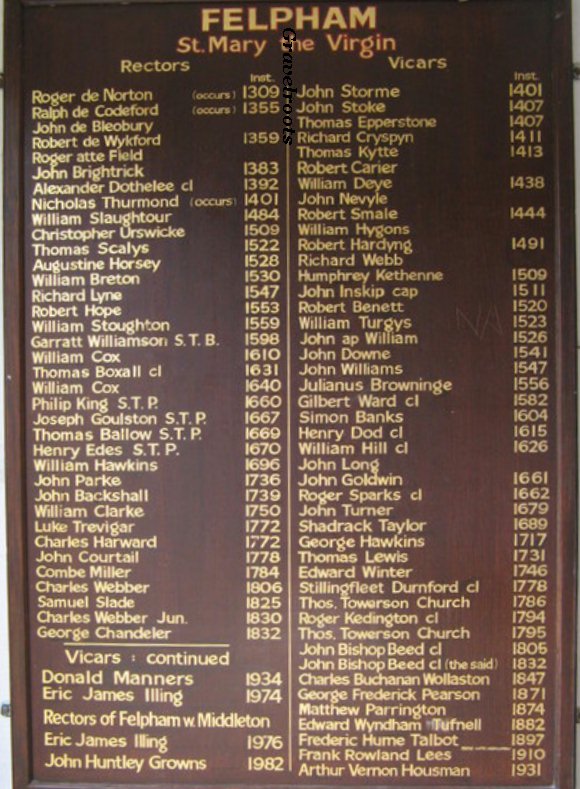 FELPHAM
St. Mary the Virgin
Gravelroots
Rectors
Inst.
Roger de Norton (occurs) 1309
Ralph de Codeford (occurs) 1355
John de Bleobury
Robert de Wykford 1359
Roger atte Field
John Brightrick 1383
Alexander Dothelee cl 1392
Nicholas Thurmond (occurs) 1401
William Slaughtour 1484
Christopher Urswicke 1509
Thomas Scalys 1522
Augustine Horsey 1528
William Breton 1530
Richard Lyne 1547
Robert Hope 1553
William Stoughton 1559
Garratt Williamson S.T.B. 1598
William Cox 1610
Thomas Boxall cl 1631
William Cox 1640
Philip King S.T.P. 1660
Joseph Goulston S.T.P. 1667
Thomas Ballow S.T.P. 1669
Henry Edes S.T.P. 1670
William Hawkins 1696
John Parke 1736
John Backshall 1739
William Clarke 1750
Luke Trevigar 1772
Charles Harward 1772
John Courtail 1778
Combe Miller 1784
Charles Webber 1806
Samuel Slade 1825
Charles Webber Jun. 1830
George Chandeler 1832
Vicars : continued
Donald Manners 1934
Eric James Illing 1974
Rectors of Felpham w. Middleton
Eric James Illing 1976
John Huntley Growns 1982
Vicars
Inst.
John Storme 1401
John Stoke 1407
Thomas Epperstone 1407
Richard Cryspyn 1411
Thomas Kytte 1413
Robert Carier
William Deye 1438
John Nevyle
Robert Smale 1444
William Hygons
Robert Hardyng 1491
Richard Webb
Humphrey Kethenne 1509
John Inskip cap 1511
Robert Benett 1520
William Turgys 1523
John ap William 1526
John Downe 1541
John Williams 1547
Julianus Browninge 1556
Gilbert Ward cl 1582
Simon Banks 1604
Henry Dod cl 1615
William Hill cl 1626
John Long
John Goldwin 1661
Roger Sparks cl 1662
John Turner 1679
Shadrack Taylor 1689
George Hawkins 1717
Thomas Lewis 1731
Edward Winter 1746
Stillingfleet Durnford cl 1778
Thos. Towerson Church 1786
Roger Kedington cl 1794
Thos. Towerson Church 1795
John Bishop Beed cl 1805
John Bishop Beed cl (the said) 1832
Charles Buchanan Wollaston 1847
George Frederick Pearson 1871
Matthew Parrington 1874
Edward Wyndham Tufnell 1882
Frederic Hume Talbot 1897
Frank Rowland Lees 1910
Arthur Vernon Housman 1931